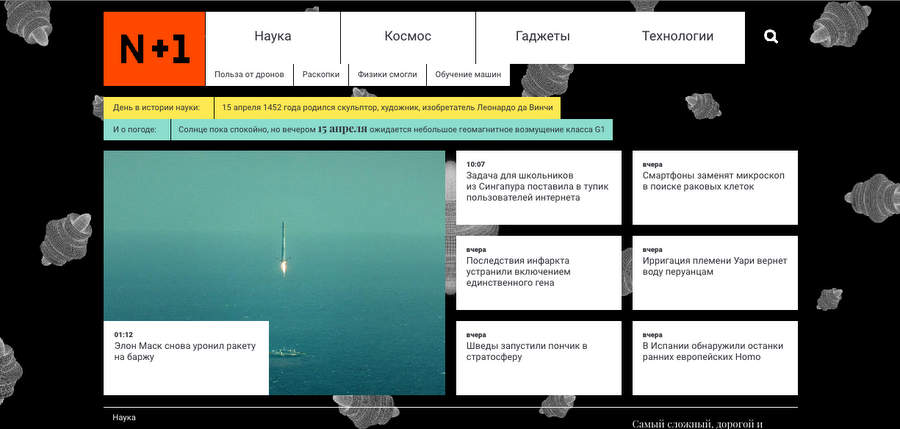 N+1
Наука
Космос
Гаджеты
Технологии
Польза от дронов
Раскопки
Физики смогли
Обучение машин
День в истории науки:
15 апреля 1452 года родился скульптор, художник, изобретатель Леонардо да Винчи
И о погоде:
Солнце пока спокойно, но вечером 15 апреля ожидается небольшое геомагнитное возмущение класса G1
01:12
Элон Маск снова уронил ракету
на баржу
10:07
Задача для школьников
из Сингапура поставила в тупик
пользователей интернета
вчера
Смартфоны заменят микроскоп
в поиске раковых клеток
вчера
Последствия инфаркта
устранили включением
единственного гена
вчера
Ирригация племени Уари вернет
воду перуанцам
вчера
Шведы запустили пончик в
стратосферу
вчера
В Испании обнаружили останки
ранних европейских Homo
Наука
Самый сложный, дорогой и